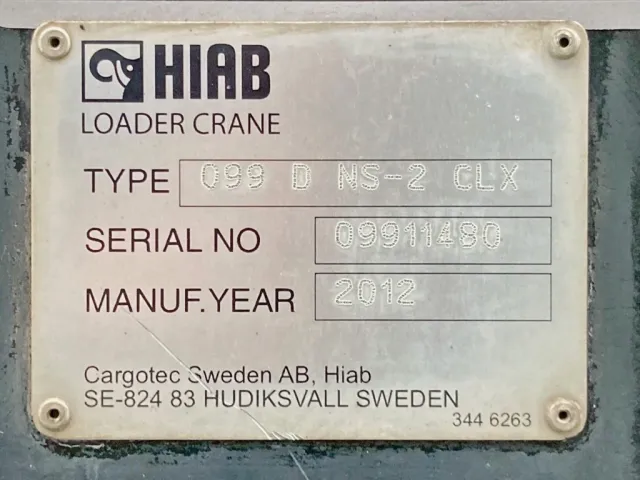 HIAB
LOADER CRANE
TYPE 099 D NS-2 CLX
SERIAL NO 09911480
MANUF.YEAR 2012
Cargotec Sweden AB, Hiab
SE-824 83 HUDIKSVALL SWEDEN
344 6263